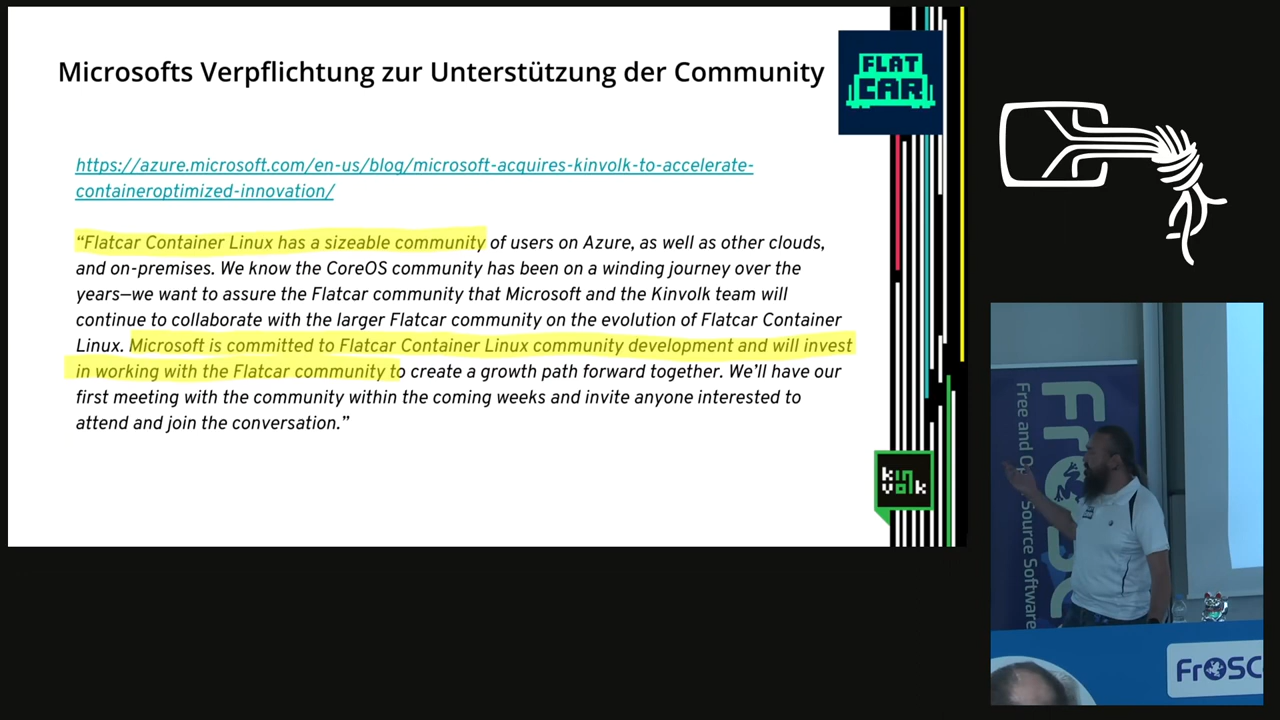 Microsofts Verpflichtung zur Unterstützung der Community
FLAT
CAR
https://azure.microsoft.com/en-us/blog/microsoft-acquires-kinvolk-to-accelerate-
containeroptimized-innovation/
“Flatcar Container Linux has a sizeable community of users on Azure, as well as other clouds,
and on-premises. We know the CoreOS community has been on a winding journey over the
years—we want to assure the Flatcar community that Microsoft and the Kinvolk team will
continue to collaborate with the larger Flatcar community on the evolution of Flatcar Container
Linux. Microsoft is committed to Flatcar Container Linux community development and will invest
in working with the Flatcar community to create a growth path forward together. We’ll have our
first meeting with the community within the coming weeks and invite anyone interested to
attend and join the conversation.”
kin
volk
Free and Op
Source Software
FrOSC
FrOSC